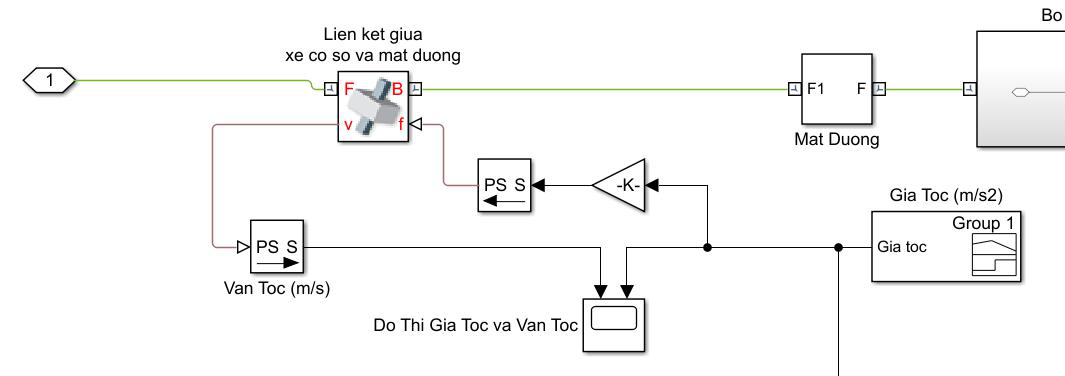 Bo
Lien ket giua
xe co so va mat duong
1
F B
v f
F1 F
Mat Duong
PS S
-K-
Gia Toc (m/s2)
Group 1
Gia toc
PS S
Van Toc (m/s)
Do Thi Gia Toc va Van Toc